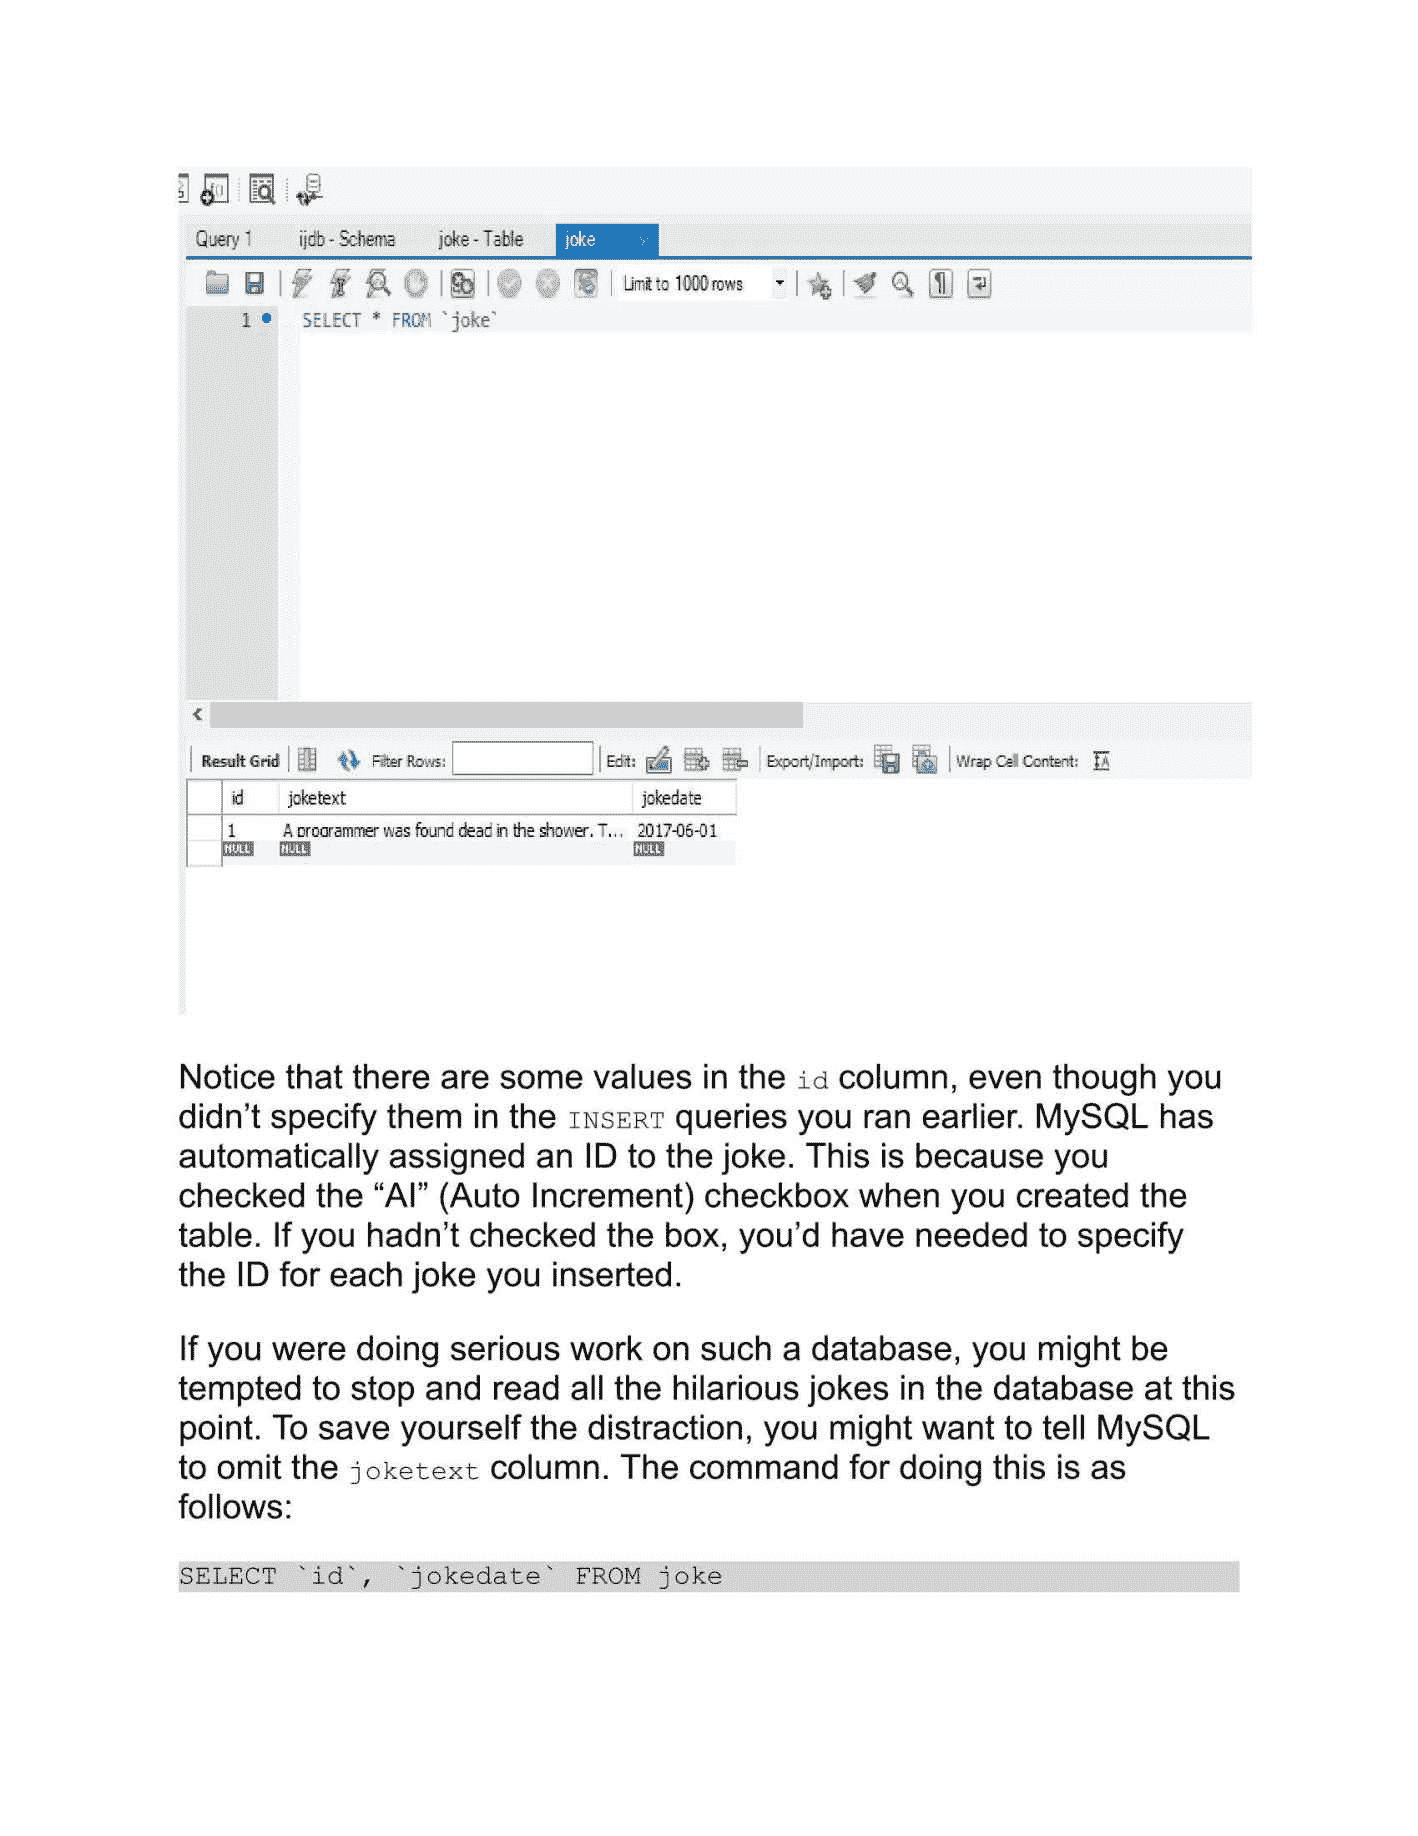 Query 1 ijdb - Schema joke - Table joke
Limit to 1000 rows
1 SELECT * FROM `joke`
Result Grid Filter Rows: Edit: Export/Import: Wrap Cell Content:
id joketext jokedate
1 A programmer was found dead in the shower. T... 2017-06-01
NULL NULL NULL
Notice that there are some values in the id column, even though you
didn’t specify them in the INSERT queries you ran earlier. MySQL has
automatically assigned an ID to the joke. This is because you
checked the “AI” (Auto Increment) checkbox when you created the
table. If you hadn’t checked the box, you’d have needed to specify
the ID for each joke you inserted.
If you were doing serious work on such a database, you might be
tempted to stop and read all the hilarious jokes in the database at this
point. To save yourself the distraction, you might want to tell MySQL
to omit the joketext column. The command for doing this is as
follows:
SELECT `id`, `jokedate` FROM joke